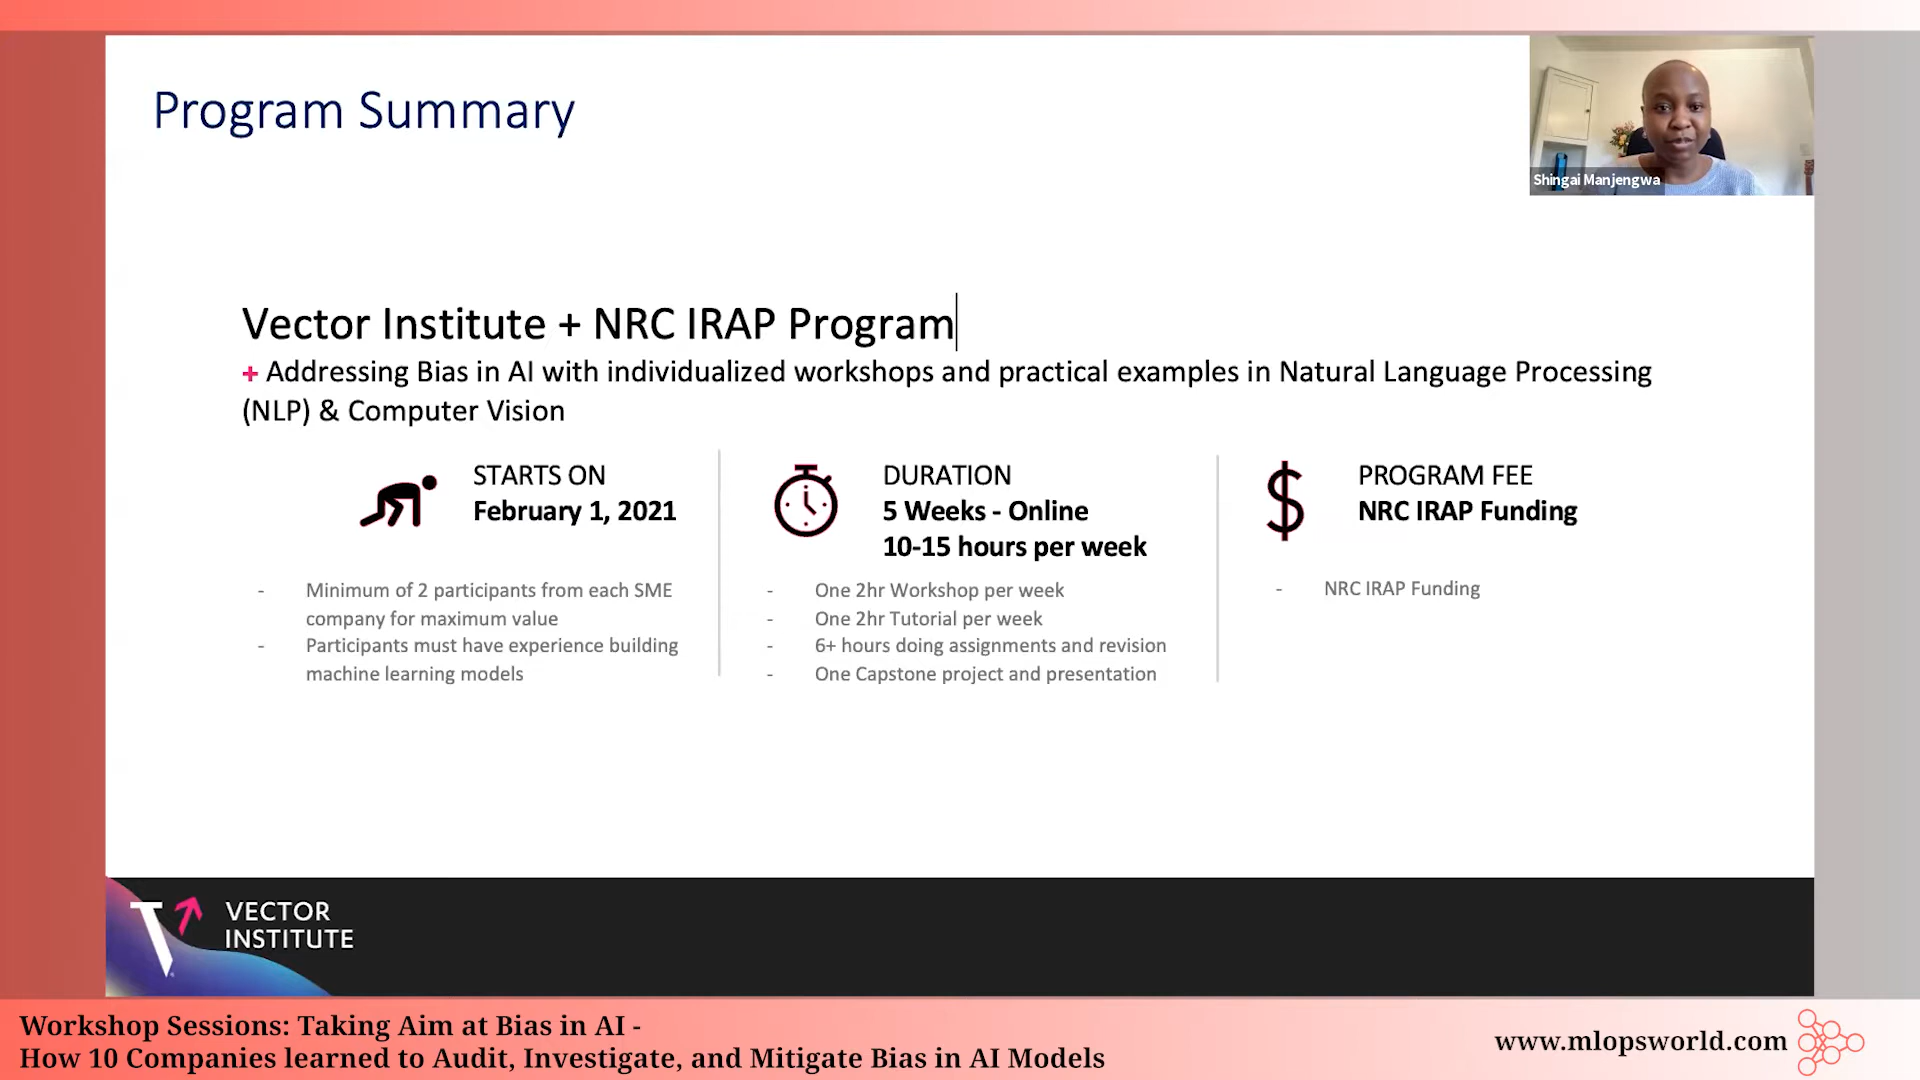 Program Summary
Shingai Manjengwa
Vector Institute + NRC IRAP Program
+ Addressing Bias in AI with individualized workshops and practical examples in Natural Language Processing
(NLP) & Computer Vision
STARTS ON
February 1, 2021
- Minimum of 2 participants from each SME
company for maximum value
- Participants must have experience building
machine learning models
DURATION
5 Weeks - Online
10-15 hours per week
- One 2hr Workshop per week
- One 2hr Tutorial per week
- 6+ hours doing assignments and revision
- One Capstone project and presentation
PROGRAM FEE
NRC IRAP Funding
- NRC IRAP Funding
VECTOR
INSTITUTE
Workshop Sessions: Taking Aim at Bias in AI -
How 10 Companies learned to Audit, Investigate, and Mitigate Bias in AI Models
www.mlopsworld.com